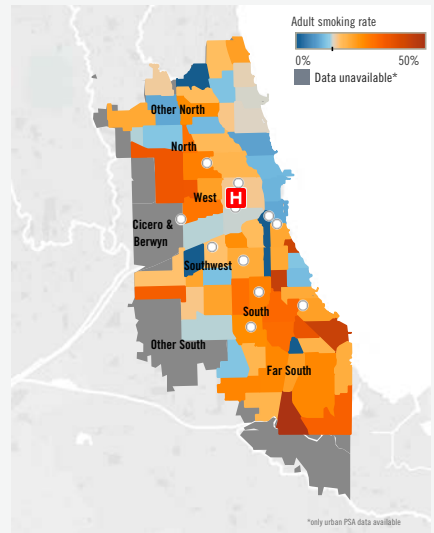 Adult smoking rate
0% 50%
Data unavailable*
Other North
North
West
H
Cicero &
Berwyn
Southwest
South
Other South
Far South
*only urban PSA data available